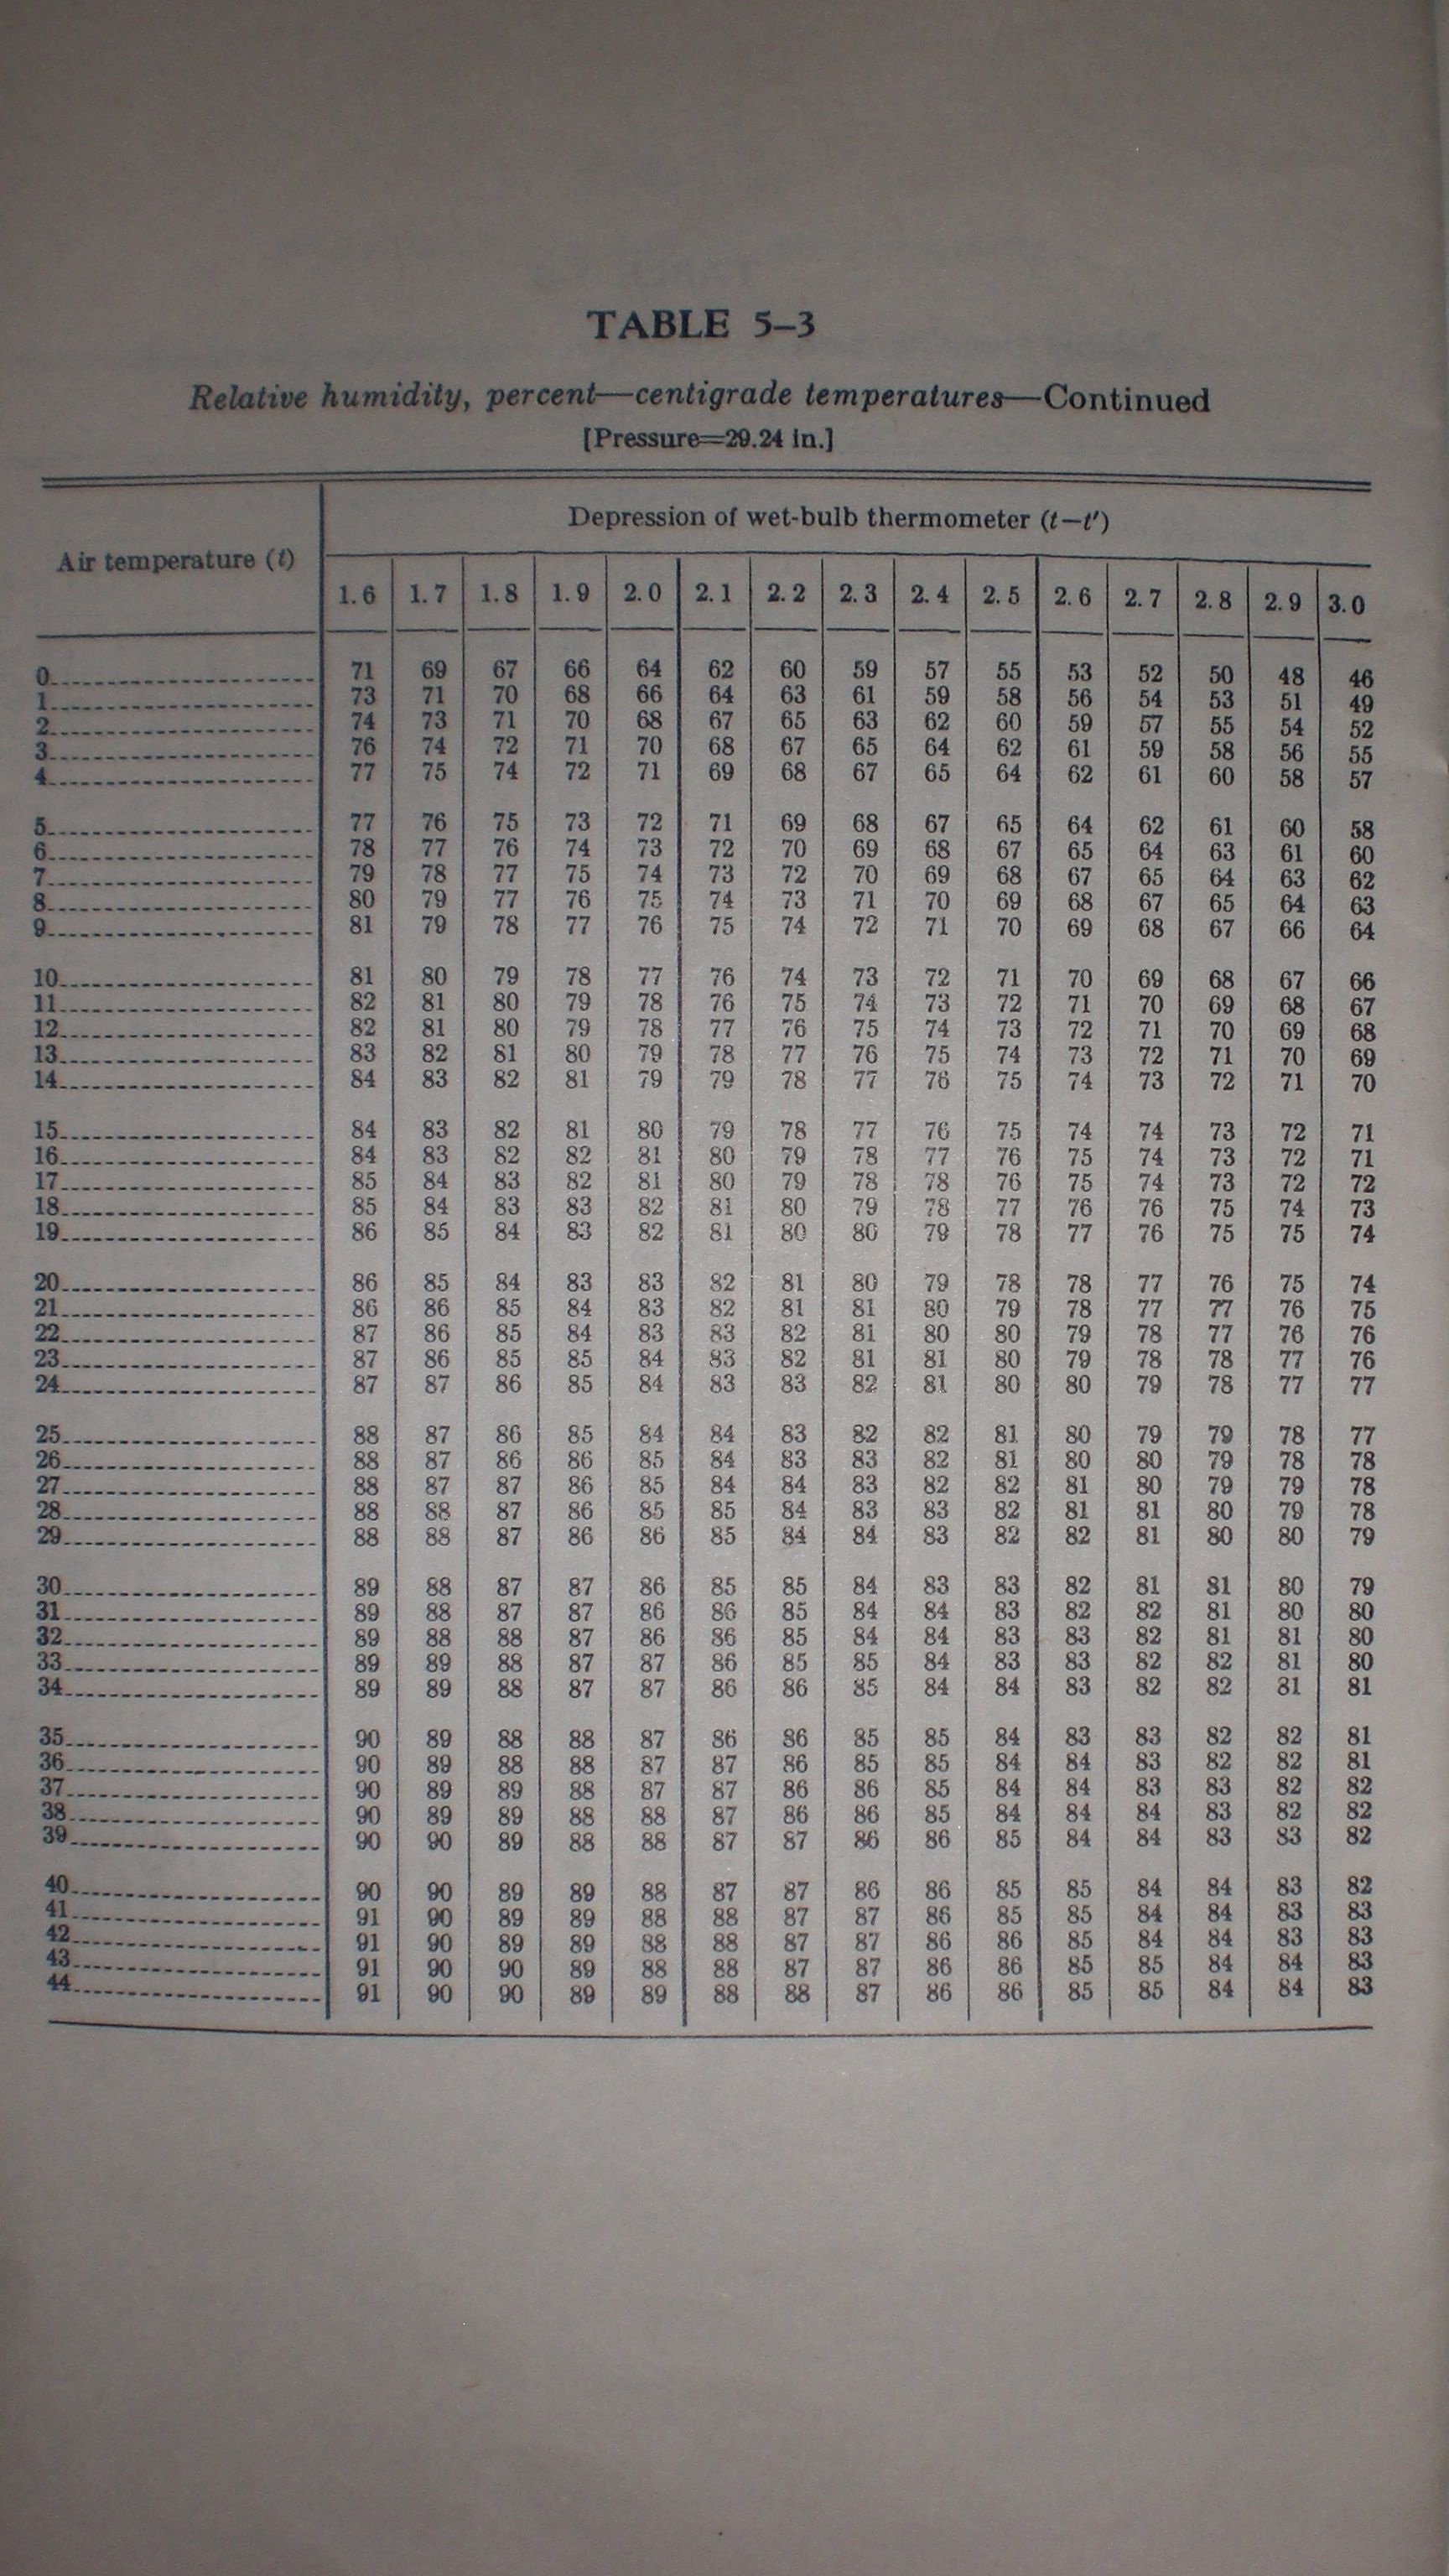 TABLE 5–3
Relative humidity, percent—centigrade temperatures—Continued
[Pressure=29.24 in.]
Air temperature (t)
Depression of wet-bulb thermometer (t−t′)
1.6 1.7 1.8 1.9 2.0 2.1 2.2 2.3 2.4 2.5 2.6 2.7 2.8 2.9 3.0
0 71 69 67 66 64 62 60 59 57 55 53 52 50 48 46
1 73 71 70 68 66 64 63 61 59 58 56 54 53 51 49
2 74 73 71 70 68 67 65 63 62 60 59 57 55 54 52
3 76 74 72 71 70 68 67 65 64 62 61 59 58 56 55
4 77 75 74 72 71 69 68 67 65 64 62 61 60 58 57
5 77 76 75 73 72 71 69 68 67 65 64 62 61 60 58
6 78 77 76 74 73 72 70 69 68 67 65 64 63 61 60
7 79 78 77 75 74 73 72 70 69 68 67 65 64 63 62
8 80 79 77 76 75 74 73 71 70 69 68 67 65 64 63
9 81 79 78 77 76 75 74 72 71 70 69 68 67 66 64
10 81 80 79 78 77 76 74 73 72 71 70 69 68 67 66
11 82 81 80 79 78 76 75 74 73 72 71 70 69 68 67
12 82 81 80 79 78 77 76 75 74 73 72 71 70 69 68
13 83 82 81 80 79 78 77 76 75 74 73 72 71 70 69
14 84 83 82 81 79 79 78 77 76 75 74 73 72 71 70
15 84 83 82 81 80 79 78 77 76 75 74 74 73 72 71
16 84 83 82 82 81 80 79 78 77 76 75 74 73 72 71
17 85 84 83 82 81 80 79 78 78 76 75 74 73 72 72
18 85 84 83 83 82 81 80 79 78 77 76 76 75 74 73
19 86 85 84 83 82 81 80 80 79 78 77 76 75 75 74
20 86 85 84 83 83 82 81 80 79 78 78 77 76 75 74
21 86 86 85 84 83 82 81 81 80 79 78 77 77 76 75
22 87 86 85 84 83 83 82 81 80 80 79 78 77 76 76
23 87 86 85 85 84 83 82 81 81 80 79 78 78 77 76
24 87 87 86 85 84 83 83 82 81 80 80 79 78 77 77
25 88 87 86 85 84 84 83 82 82 81 80 79 79 78 77
26 88 87 86 86 85 84 83 83 82 81 80 80 79 78 78
27 88 87 87 86 85 84 84 83 82 82 81 80 79 79 78
28 88 88 87 86 85 85 84 83 83 82 81 81 80 79 78
29 88 88 87 86 86 85 84 84 83 82 82 81 80 80 79
30 89 88 87 87 86 85 85 84 83 83 82 81 81 80 79
31 89 88 87 87 86 86 85 84 84 83 82 82 81 80 80
32 89 88 88 87 86 86 85 84 84 83 83 82 81 81 80
33 89 89 88 87 87 86 85 85 84 83 83 82 82 81 80
34 89 89 88 87 87 86 86 85 84 84 83 82 82 81 81
35 90 89 88 88 87 86 86 85 85 84 83 83 82 82 81
36 90 89 88 88 87 87 86 85 85 84 84 83 82 82 81
37 90 89 89 88 87 87 86 86 85 84 84 83 83 82 82
38 90 89 89 88 88 87 86 86 85 84 84 84 83 82 82
39 90 90 89 88 88 87 87 86 86 85 84 84 83 83 82
40 90 90 89 89 88 87 87 86 86 85 85 84 84 83 82
41 91 90 89 89 88 88 87 87 86 85 85 84 84 83 83
42 91 90 89 89 88 88 87 87 86 86 85 84 84 83 83
43 91 90 90 89 88 88 87 87 86 86 85 85 84 84 83
44 91 90 90 89 89 88 88 87 86 86 85 85 84 84 83